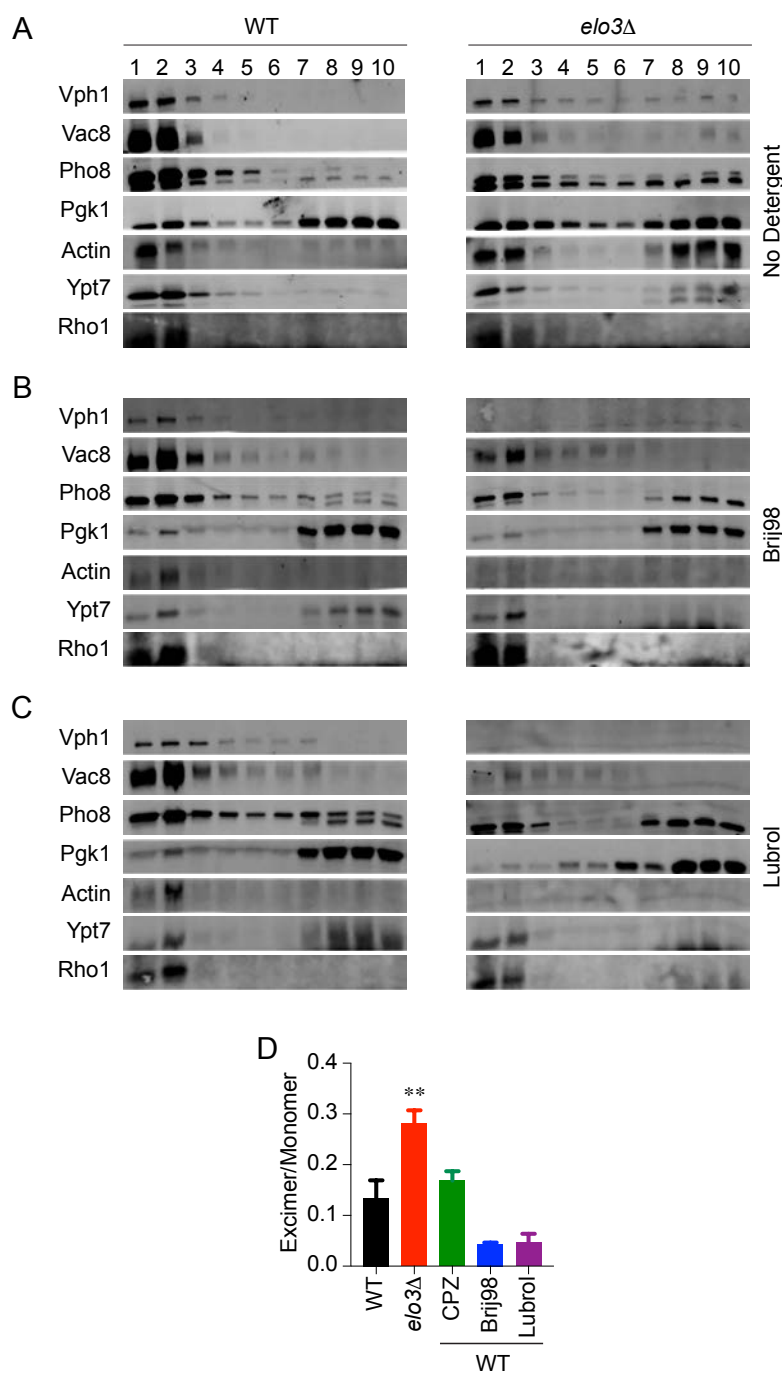 A
WT
elo3Δ
1 2 3 4 5 6 7 8 9 10
1 2 3 4 5 6 7 8 9 10
Vph1
Vac8
Pho8
Pgk1
Actin
Ypt7
Rho1
No Detergent
B
Vph1
Vac8
Pho8
Pgk1
Actin
Ypt7
Rho1
Brij98
C
Vph1
Vac8
Pho8
Pgk1
Actin
Ypt7
Rho1
Lubrol
D
Excimer/Monomer
0.4
0.3
0.2
0.1
0.0
**
WT
elo3Δ
CPZ
Brij98
Lubrol
WT